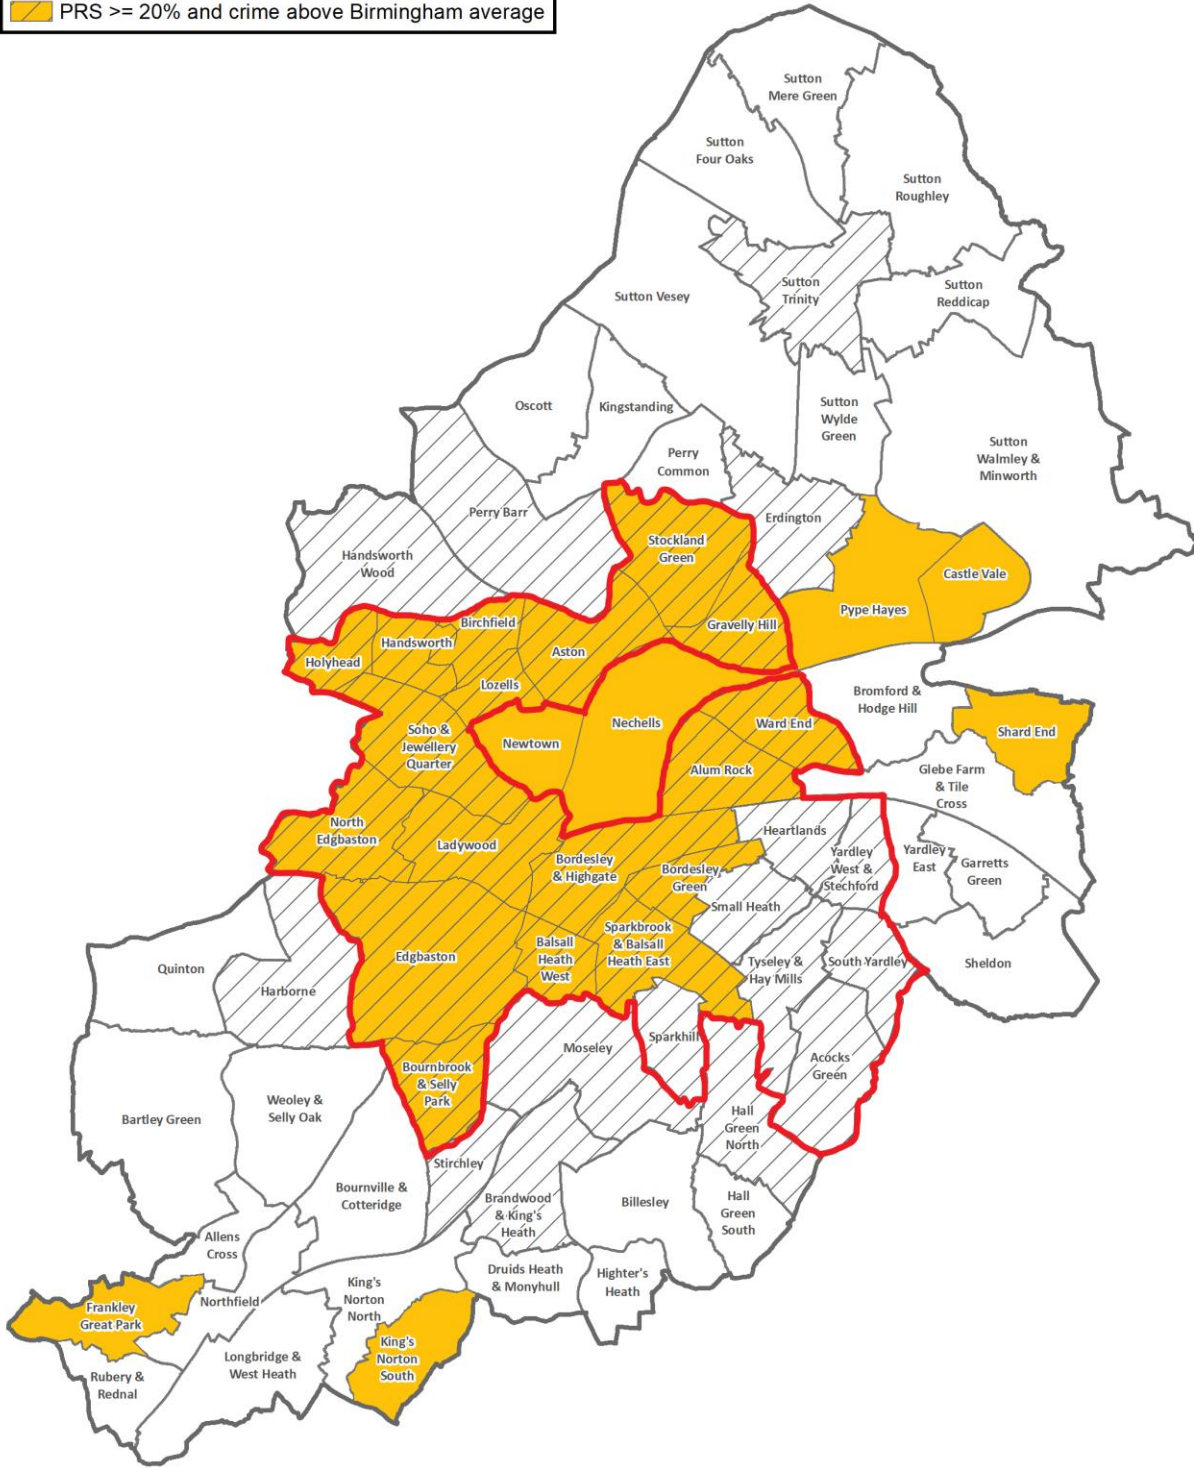 PRS >= 20% and crime above Birmingham average
Sutton
Mere Green
Sutton
Four Oaks
Sutton
Roughley
Sutton Vesey
Sutton
Trinity
Sutton
Reddicap
Oscott
Kingstanding
Sutton
Wylde
Green
Perry
Common
Sutton
Walmley &
Minworth
Perry Barr
Erdington
Handsworth
Wood
Stockland
Green
Castle Vale
Pype Hayes
Birchfield
Gravelly Hill
Handsworth
Holyhead
Aston
Lozells
Bromford &
Hodge Hill
Soho &
Jewellery
Quarter
Newtown
Nechells
Ward End
Shard End
Alum Rock
Glebe Farm
& Tile
Cross
North
Edgbaston
Ladywood
Heartlands
Bordesley
& Highgate
Bordesley
Green
Yardley
West &
Stechford
Yardley
East
Garretts
Green
Small Heath
Edgbaston
Balsall
Heath
West
Sparkbrook
& Balsall
Heath East
Tyseley &
Hay Mills
South Yardley
Sheldon
Quinton
Harborne
Moseley
Sparkhill
Acocks
Green
Bournbrook
& Selly
Park
Bartley Green
Weoley &
Selly Oak
Hall
Green
North
Stirchley
Bournville &
Cotteridge
Brandwood
& King's
Heath
Billesley
Hall
Green
South
Allens
Cross
Druids Heath
& Monyhull
Highter's
Heath
Frankley
Great Park
Northfield
King's
Norton
North
King's
Norton
South
Longbridge &
West Heath
Rubery &
Rednal